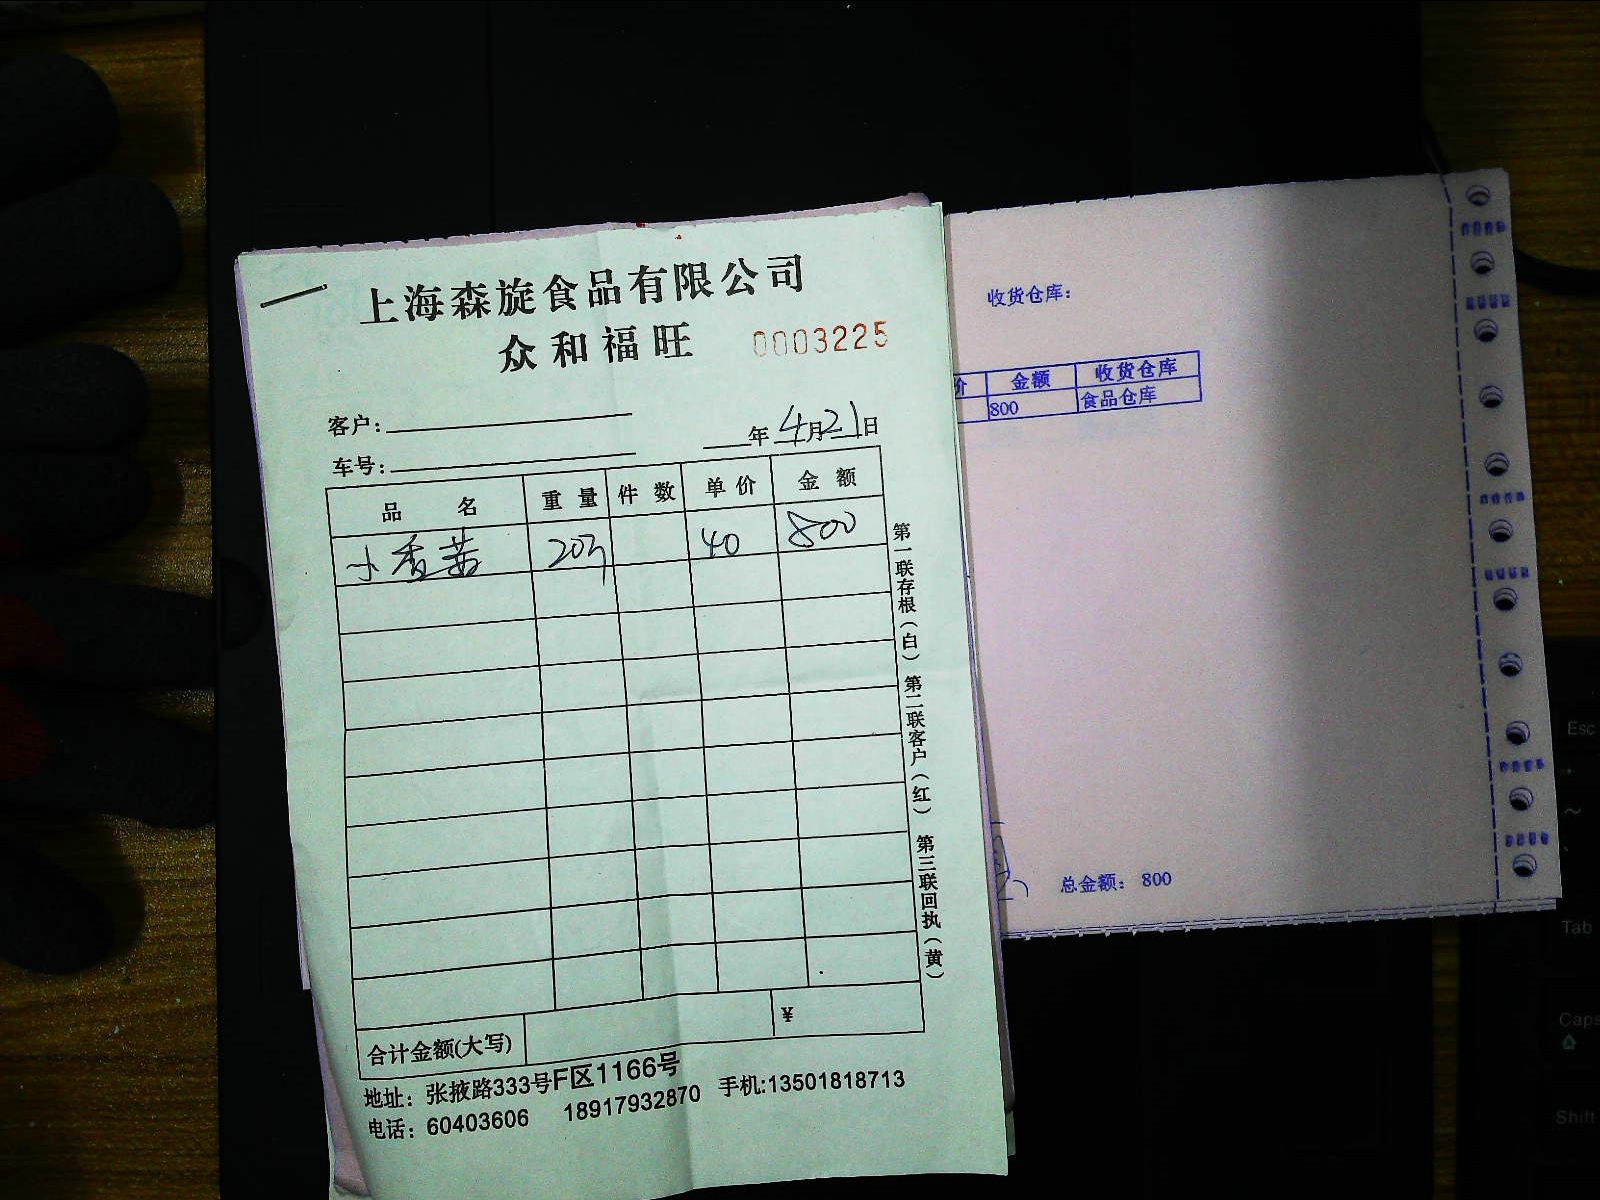 上海森旋食品有限公司
众和福旺 0003225
客户：
年4月21日
车号：
品名 重量 件数 单价 金额
小香菇 20斤 40 800
合计金额(大写) ¥
地址：张掖路333号F区1166号
电话：60403606 18917932870 手机:13501818713
第一联存根（白） 第二联客户（红） 第三联回执（黄）
收货仓库：
价 金额 收货仓库
800 食品仓库
总金额： 800
Esc
Tab
Caps
Shift